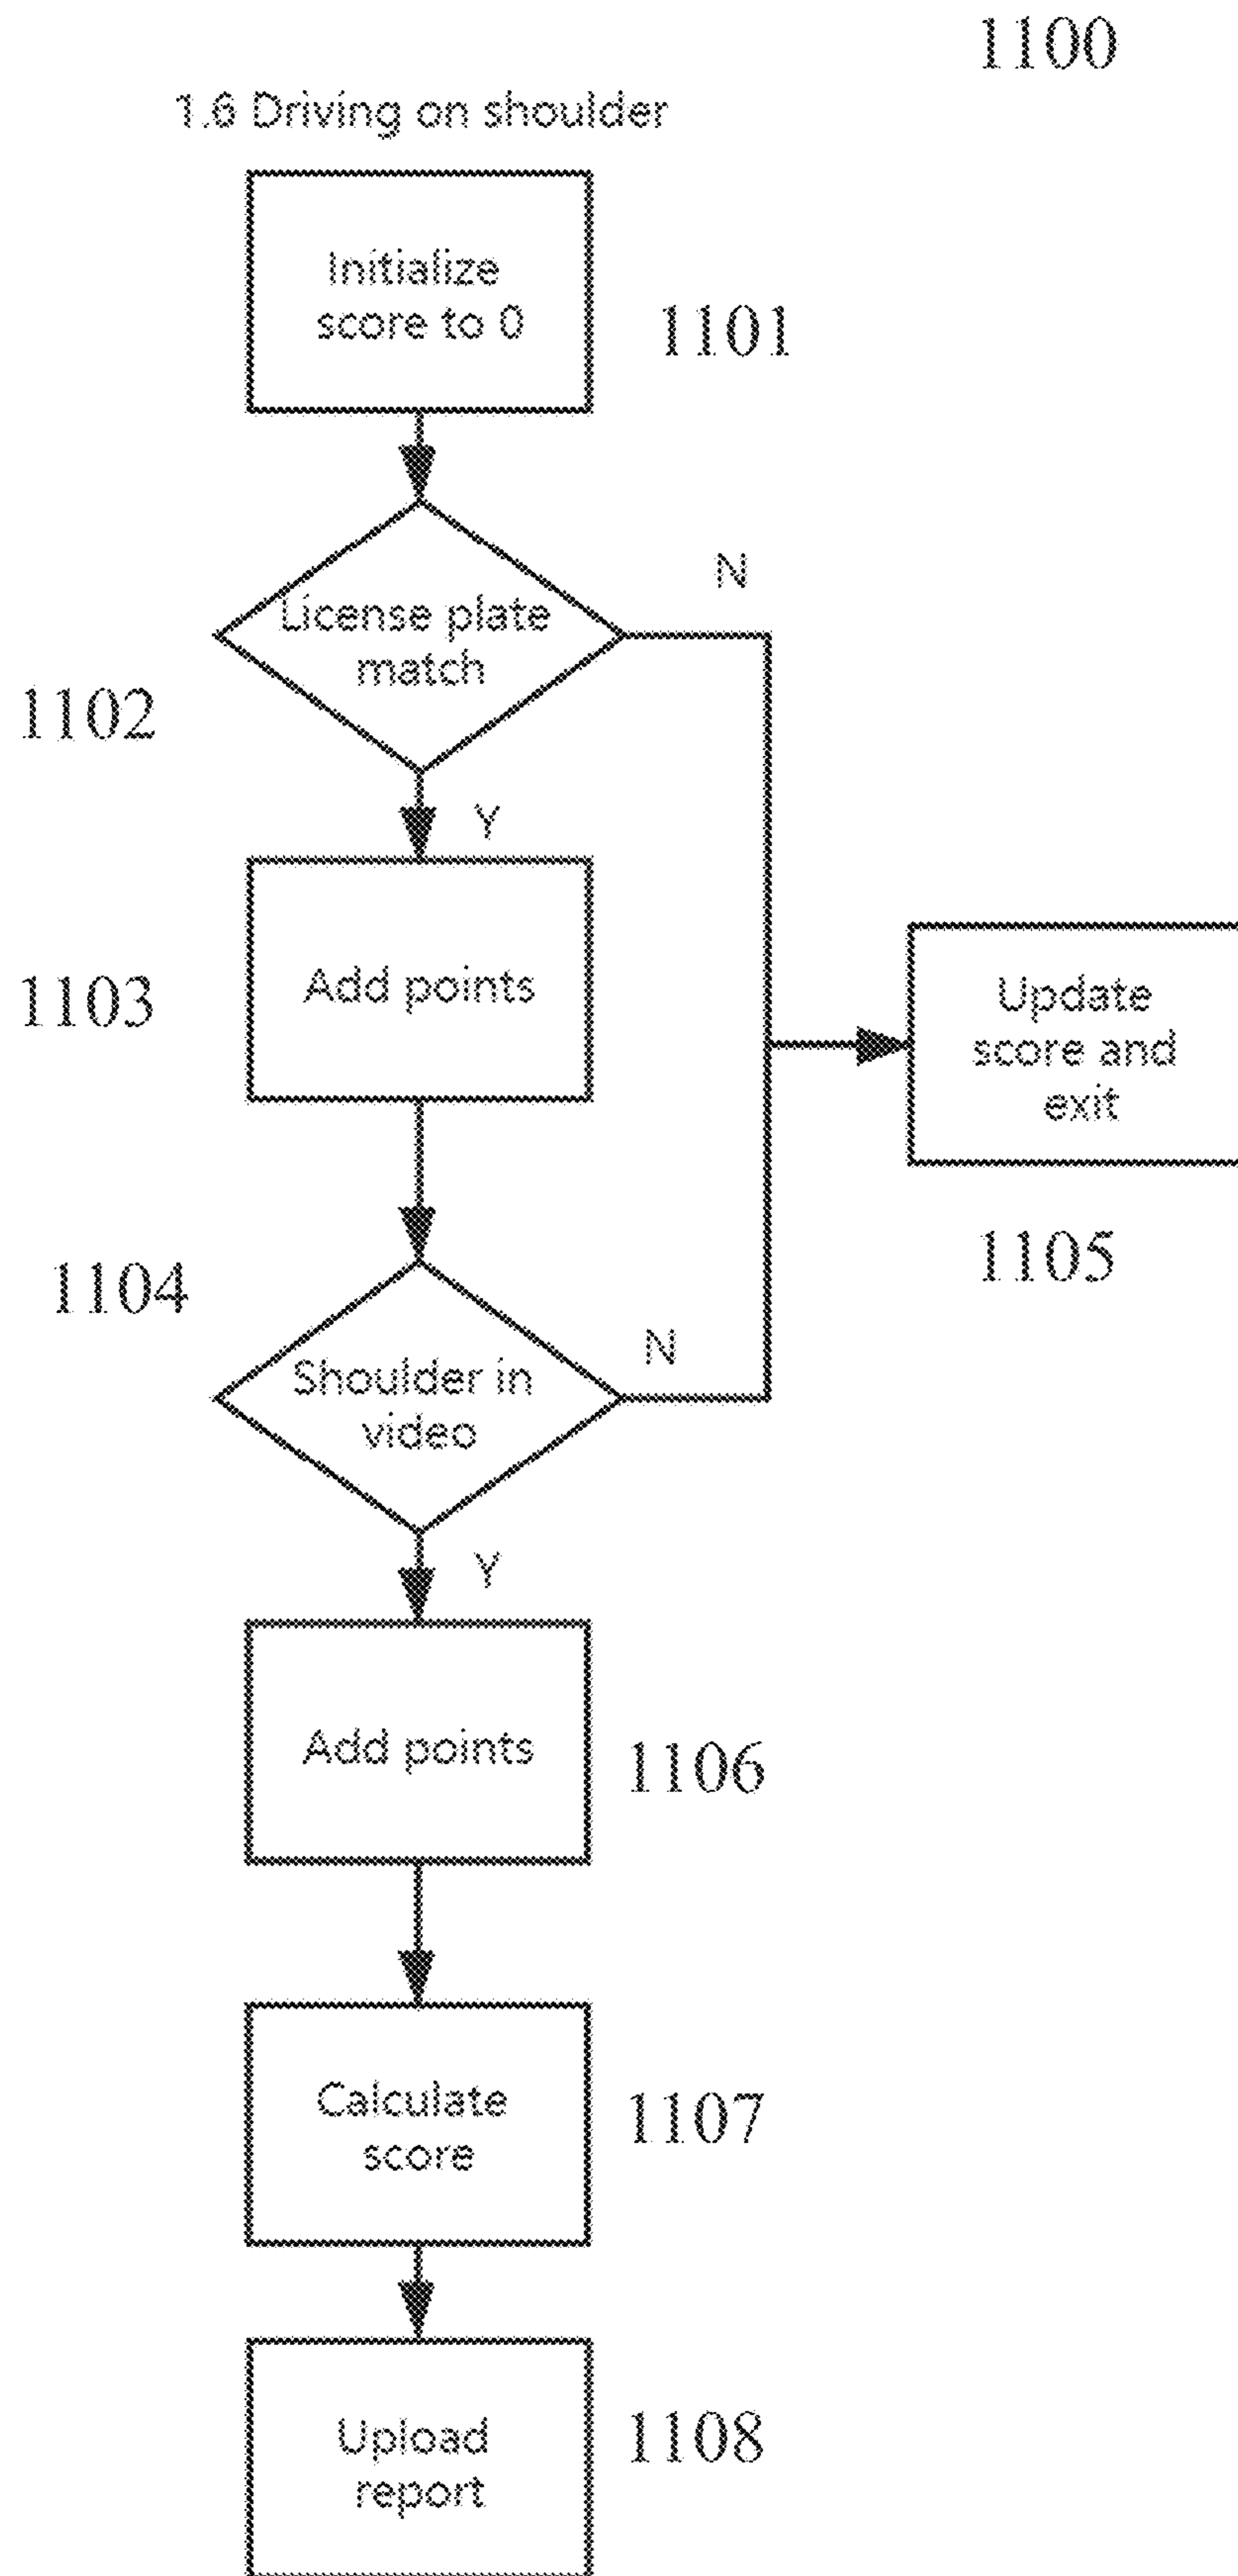 1100
1.6 Driving on shoulder
Initialize
score to 0
1101
N
License plate
match
1102
Y
Add points
1103
Update
score and
exit
1105
1104
N
Shoulder in
video
Y
Add points
1106
Calculate
score
1107
Upload
report
1108